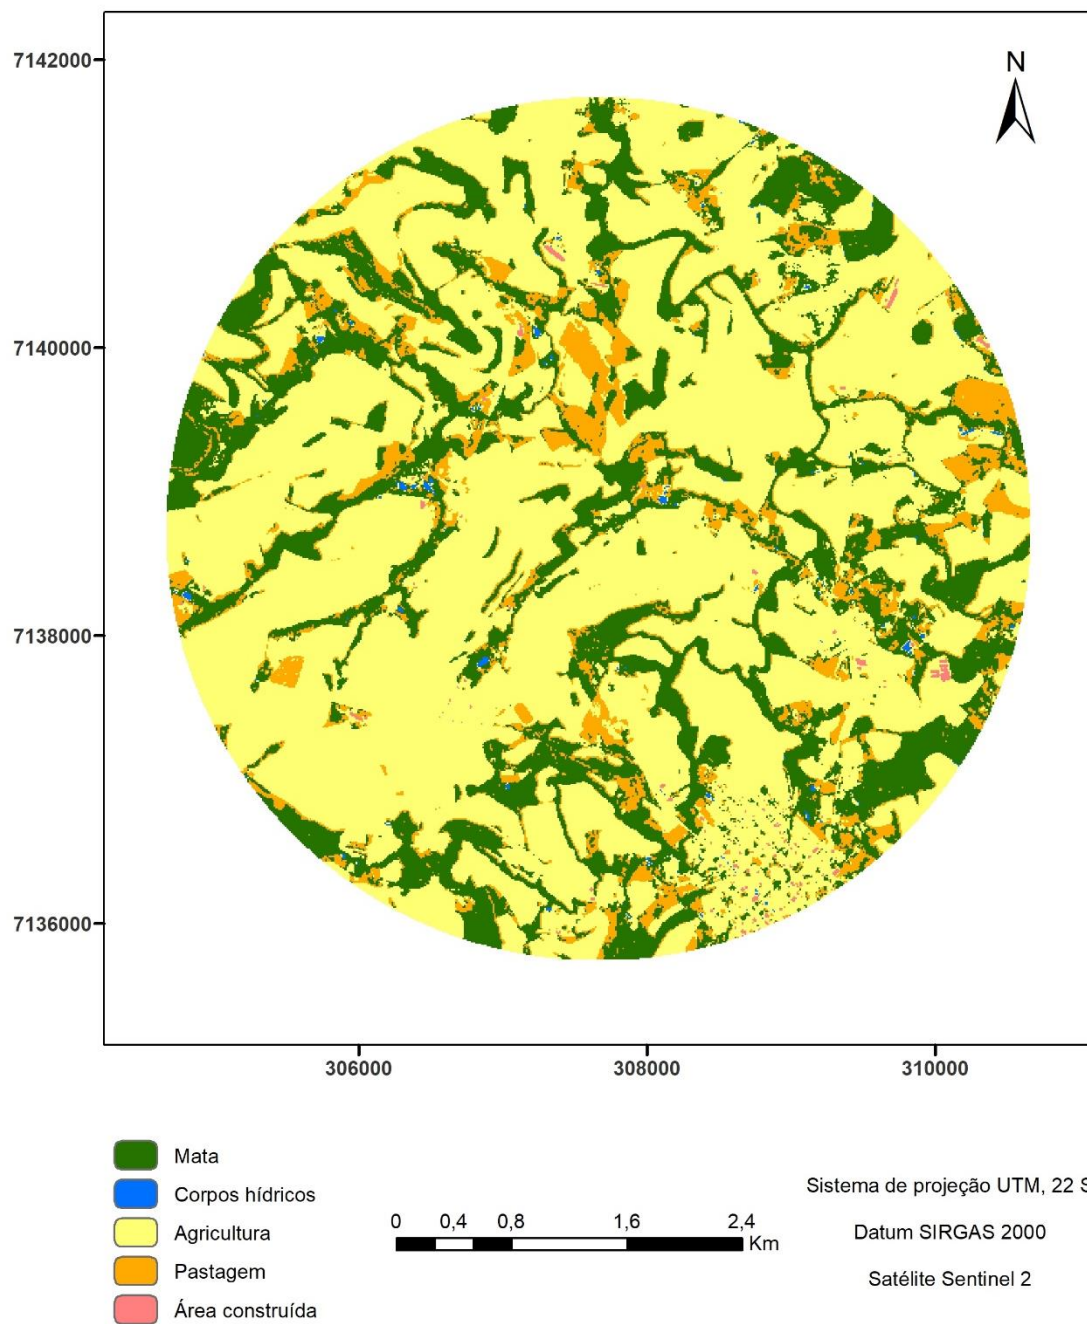 7142000
N
7140000
7138000
7136000
306000 308000 310000
Mata
Corpos hídricos
Agricultura
Pastagem
Área construída
0 0,4 0,8 1,6 2,4
Km
Sistema de projeção UTM, 22 S
Datum SIRGAS 2000
Satélite Sentinel 2